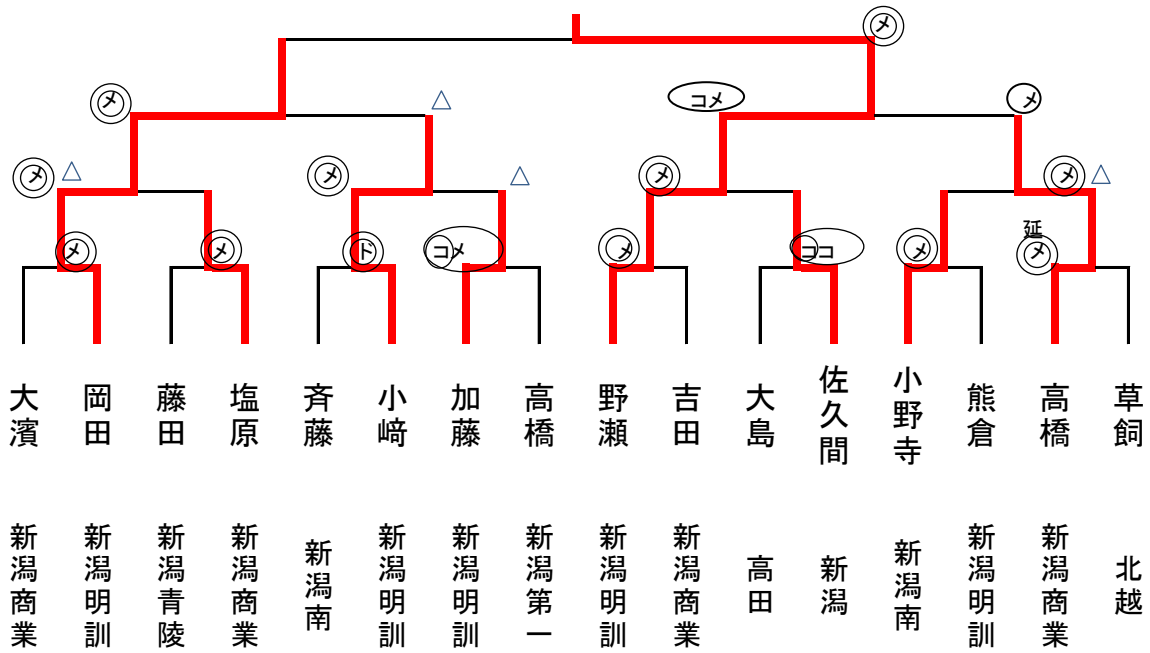 メ
メ
△
コメ
メ
メ
△
メ
△
メ
メ
△
メ
メ
ド
コメ
メ
ココ
メ
延
メ
大濱
岡田
藤田
塩原
斉藤
小﨑
加藤
高橋
野瀬
吉田
大島
佐久間
小野寺
熊倉
高橋
草飼
新潟商業
新潟明訓
新潟青陵
新潟商業
新潟南
新潟明訓
新潟明訓
新潟第一
新潟明訓
新潟商業
高田
新潟
新潟南
新潟明訓
新潟商業
北越